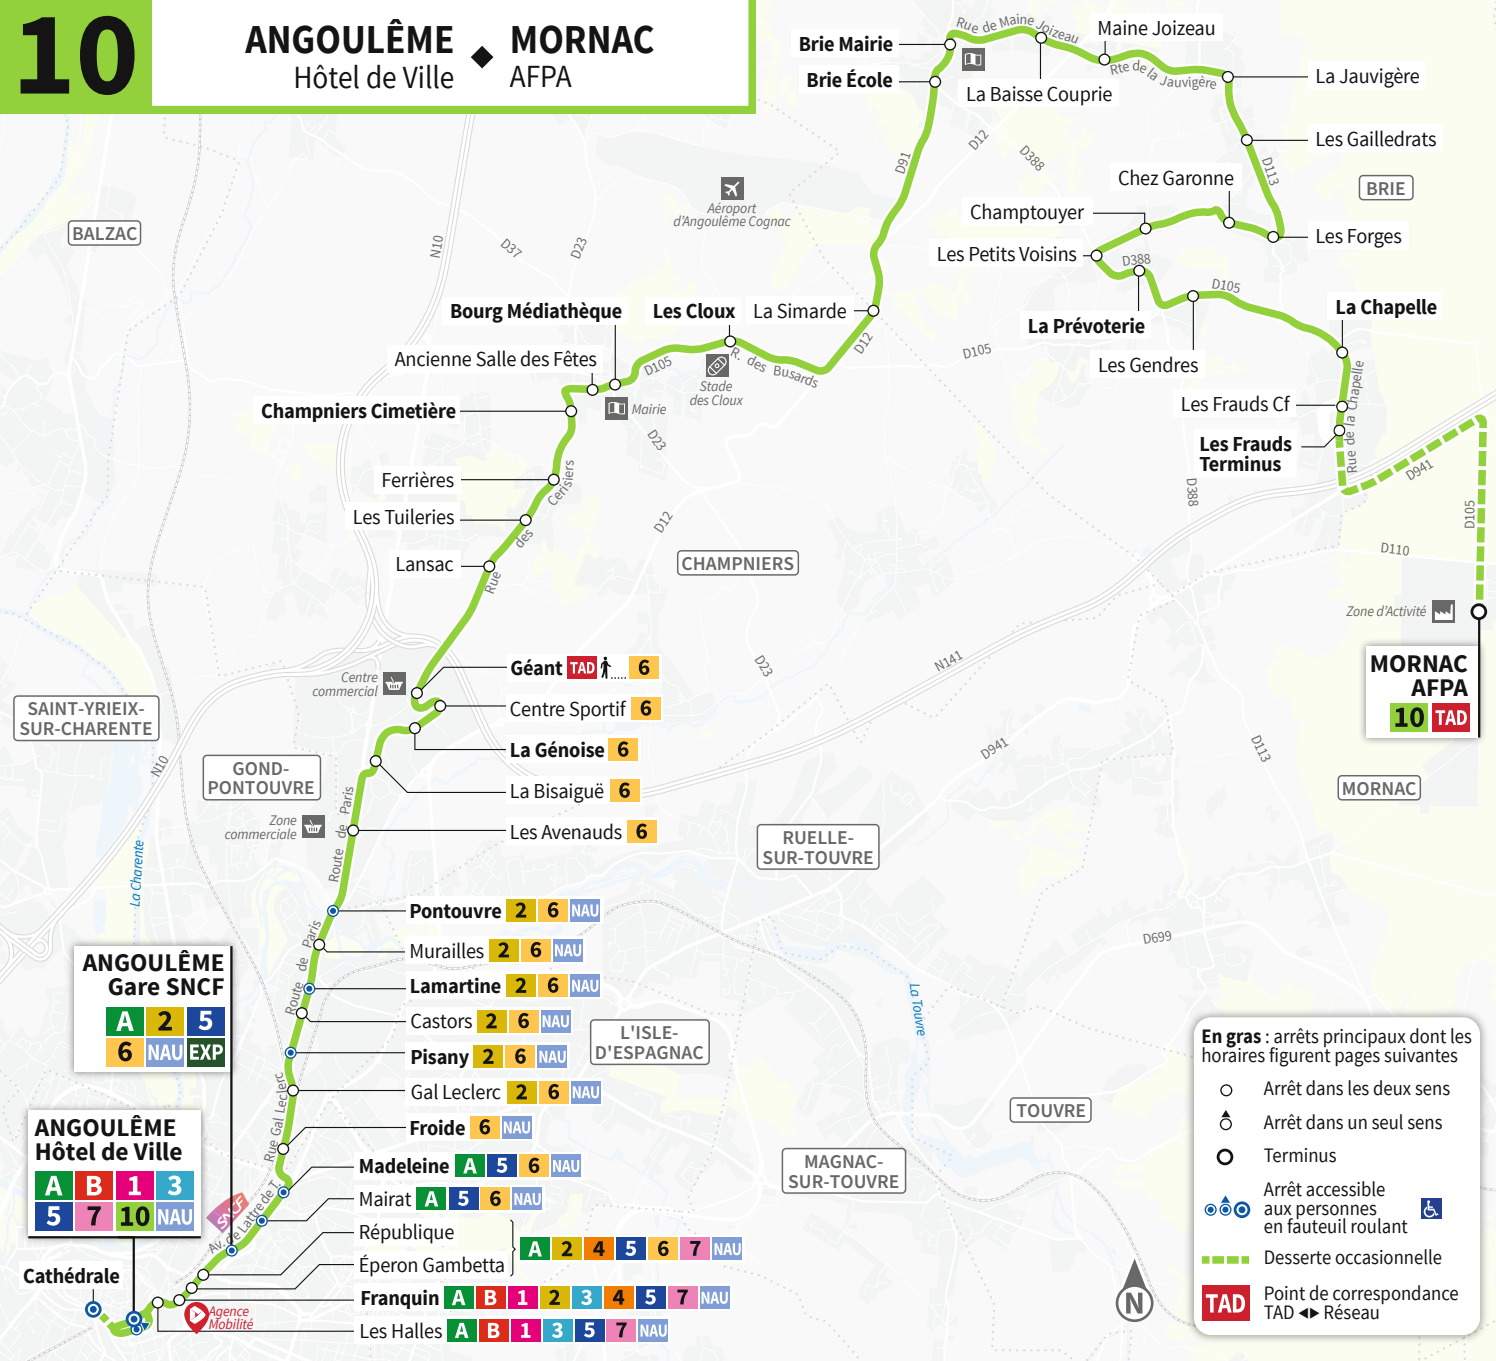 10
ANGOULÊME
Hôtel de Ville
MORNAC
AFPA
Rue de Maine Joizeau
Maine Joizeau
Brie Mairie
Brie École
La Baisse Couprie
Rte de la Jauvigère
La Jauvigère
Les Gailledrats
D12
D388
D91
D113
Chez Garonne
BRIE
Champtouyer
Les Forges
Les Petits Voisins
D388
D105
Aéroport
d'Angoulême Cognac
BALZAC
N10
D37
D23
Bourg Médiathèque
Les Cloux
La Simarde
La Chapelle
La Prévoterie
Les Gendres
D12
D105
Ancienne Salle des Fêtes
D105
R. des Busards
Stade
des Cloux
Mairie
Champniers Cimetière
Les Frauds Cf
Rue de la Chapelle
Les Frauds
Terminus
D23
D941
D388
D105
Ferrières
Rue des Cerisiers
Les Tuileries
D12
D110
Lansac
CHAMPNIERS
Zone d'Activité
MORNAC
AFPA
10 TAD
N141
D23
Géant TAD 6
Centre
commercial
Centre Sportif 6
SAINT-YRIEIX-
SUR-CHARENTE
La Génoise 6
N10
GOND-
PONTOUVRE
D941
D113
La Bisaiguë 6
MORNAC
Zone
commerciale
Route de Paris
Les Avenauds 6
RUELLE-
SUR-TOUVRE
La Charente
Pontouvre 2 6 NAU
Route de Paris
Murailles 2 6 NAU
D699
ANGOULÊME
Gare SNCF
A 2 5
6 NAU EXP
Lamartine 2 6 NAU
La Touvre
Castors 2 6 NAU
L'ISLE-
D'ESPAGNAC
Pisany 2 6 NAU
Rue Gal Leclerc
Gal Leclerc 2 6 NAU
TOUVRE
ANGOULÊME
Hôtel de Ville
A B 1 3
5 7 10 NAU
Froide 6 NAU
Madeleine A 5 6 NAU
MAGNAC-
SUR-TOUVRE
Mairat A 5 6 NAU
SNCF
Av. de Lattre de T.
République
Éperon Gambetta
A 2 4 5 6 7 NAU
Cathédrale
Franquin A B 1 2 3 4 5 7 NAU
Agence
Mobilité
Les Halles A B 1 3 5 7 NAU
N
En gras : arrêts principaux dont les
horaires figurent pages suivantes
Arrêt dans les deux sens
Arrêt dans un seul sens
Terminus
Arrêt accessible
aux personnes
en fauteuil roulant
Desserte occasionnelle
TAD
Point de correspondance
TAD ◂▸ Réseau